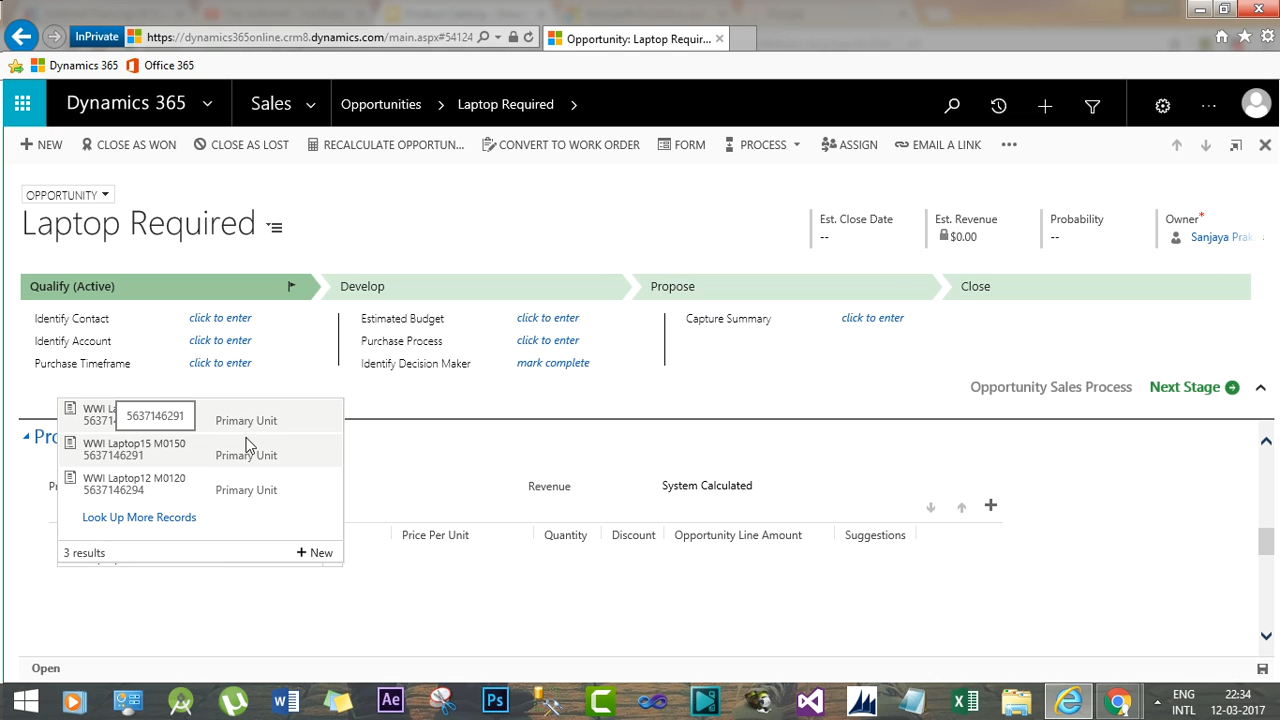 InPrivate
https://dynamics365online.crm8.dynamics.com/main.aspx#54124
Opportunity: Laptop Requir...
Dynamics 365
Office 365
Dynamics 365
Sales
Opportunities
Laptop Required
NEW
CLOSE AS WON
CLOSE AS LOST
RECALCULATE OPPORTUN...
CONVERT TO WORK ORDER
FORM
PROCESS
ASSIGN
EMAIL A LINK
OPPORTUNITY
Laptop Required
Est. Close Date
--
Est. Revenue
$0.00
Probability
--
Owner*
Sanjaya Prak
Qualify (Active)
Develop
Propose
Close
Identify Contact click to enter
Identify Account click to enter
Purchase Timeframe click to enter
Estimated Budget click to enter
Purchase Process click to enter
Identify Decision Maker mark complete
Capture Summary click to enter
Opportunity Sales Process
Next Stage
WWI
5637146291
Primary Unit
WWI Laptop15 M0150
5637146291 Primary Unit
WWI Laptop12 M0120
5637146294 Primary Unit
Look Up More Records
3 results
New
Revenue System Calculated
Price Per Unit Quantity Discount Opportunity Line Amount Suggestions
Open
Ae
Ps
ENG
INTL
22:34
12-03-2017